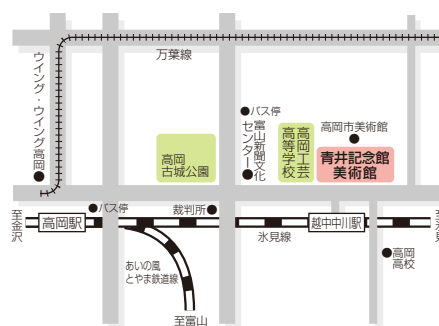 万葉線
ウイング・ウイング高岡
バス停
富山新聞文化
センター
高岡
古城公園
高岡工芸
高等学校
高岡市美術館
青井記念館
美術館
至金沢
高岡駅
バス停
裁判所
氷見線
越中中川駅
至氷見
高岡
高校
あいの風
とやま鉄道線
至富山